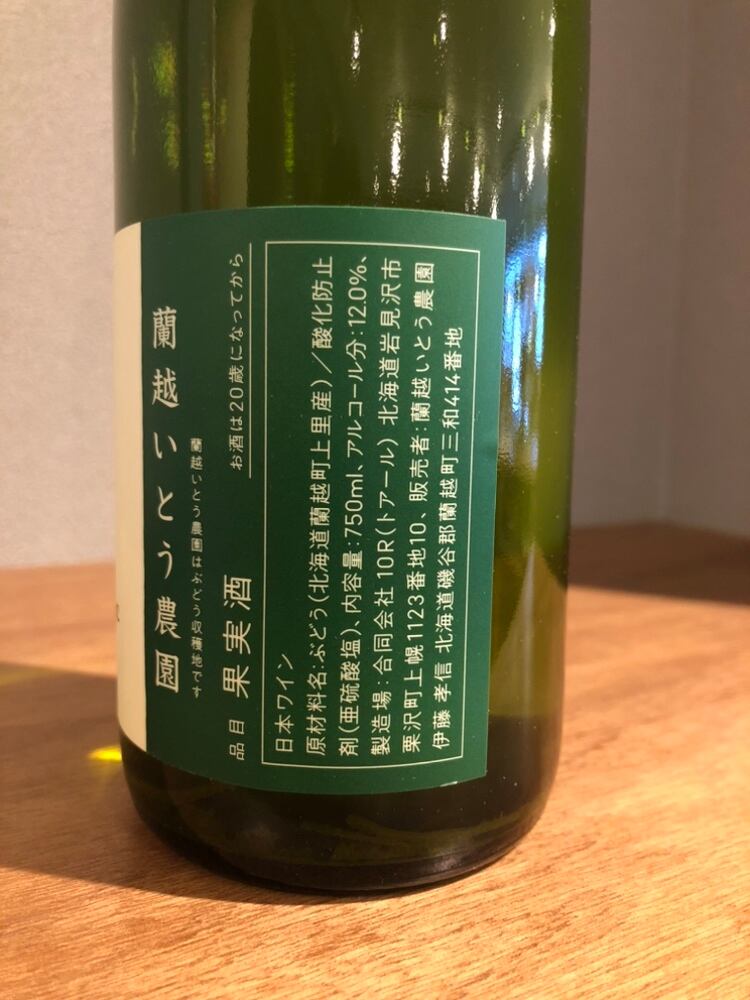 蘭越いとう農園
蘭越いとう農園はぶどう収穫地です
品目 果実酒 お酒は20歳になってから
日本ワイン
原材料名:ぶどう(北海道蘭越町上里産)/酸化防止
剤(亜硫酸塩)、内容量:750ml、アルコール分:12.0%、
製造場:合同会社 10R(トアール) 北海道岩見沢市
栗沢町上幌1123番地10、販売者:蘭越いとう農園
伊藤 孝信 北海道磯谷郡蘭越町三和414番地